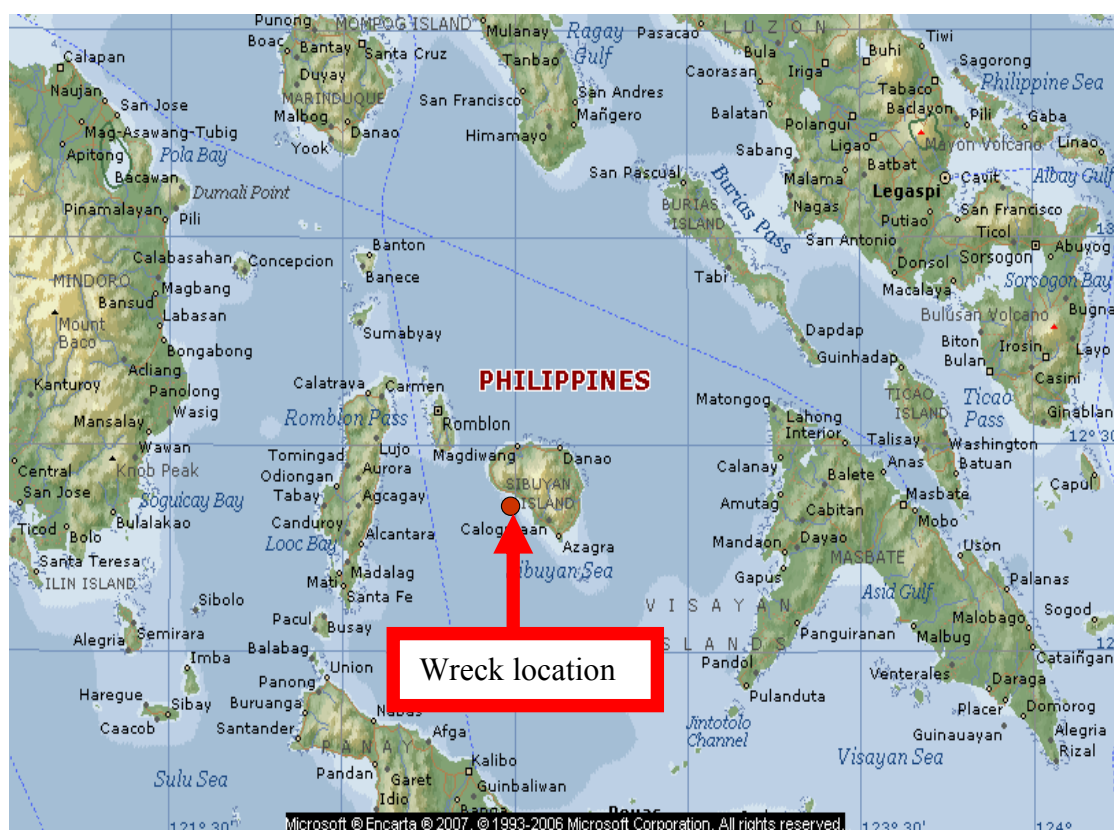 Punong
MOMPOG ISLAND
Mulanay
Ragay
Gulf
Pasacao
LUZON
Tiwi
Boac
Bantay
Santa Cruz
Tanbao
Bula
Buhi
Sagorong
Calapan
Duyay
Caorasan
Iriga
Tabaco
Philippine Sea
Naujan
San Jose
MARINDUQUE
San Francisco
San Andres
Balatan
Baclayon
Malbog
Mañgero
Polangui
Pili
Gaba
Mag-Asawang-Tubig
Danao
Himamayo
Ligao
Mayon Volcano
Linao
Apitong
Pola Bay
Yook
Sabang
Batbat
Bacawan
San Pascual
Malama
Legaspi
Cavit
Albay Gulf
Dumali Point
BURIAS
ISLAND
Burias Pass
Nagas
Putiao
San Francisco
Pinamalayan
Pili
Ticol
13
Banton
San Antonio
Sorsogon
Abuyog
Calabasahan
Concepcion
Banece
Tabi
Donsol
Sorsogon
Bay
MINDORO
Magbang
Macalaya
Bansud
Labasan
Bulusan Volcano
Bugna
Mount
Baco
Sumabyay
Dapdap
Biton
Bongabong
Guinhadap
Bulan
Irosin
Layo
Adiang
PHILIPPINES
Casini
Kanturoy
Panolong
Calatrava
Carmen
TICAO
ISLAND
Ticao
Pass
Mansalay
Wasig
Romblon Pass
Romblon
Matongog
Lahong
Interior
Ginablan
Wawan
Lujo
Talisay
Washington
12° 30
Central
Knob Peak
Tomingad
Magdiwang
Danao
Calanay
Anas
Batuan
San Jose
Odiongan
Aurora
SIBUYAN
ISLAND
Balete
Capul
Soguicay Bay
Tabay
Agcagay
Amutag
Masbate
Ticod
Bulalakao
Canduroy
Cabitan
Mobo
Bolo
Looc Bay
Alcantara
Azagra
Mandaon
Dayao
MASBATE
Uson
Santa Teresa
ILIN ISLAND
Madalag
Gapus
Asid Gulf
Palanas
Mati
Santa Fe
Sibolo
VISAYAN
ISLANDS
Malobago
Sogod
Semirara
Pacul
Busay
Panguiranan
Malbug
Alegria
Balabag
Cataiñgan
12
Imba
Union
Wreck location
Pandol
Venterales
Daraga
Haregue
Panong
Pulanduta
Sibay
Buruanga
Placer
Domorog
Caacob
Santander
Nabas
Jintotolo
Channel
Guinauayan
Alegria
PANAY
Afga
Visayan Sea
Rizal
Sulu Sea
Pandan
Kalibo
Garet
Guinbaliwan
Idio
Banga
121° 30'
Microsoft ® Encarta ® 2007. © 1993-2006 Microsoft Corporation. All rights reserved.
123° 30'
124°